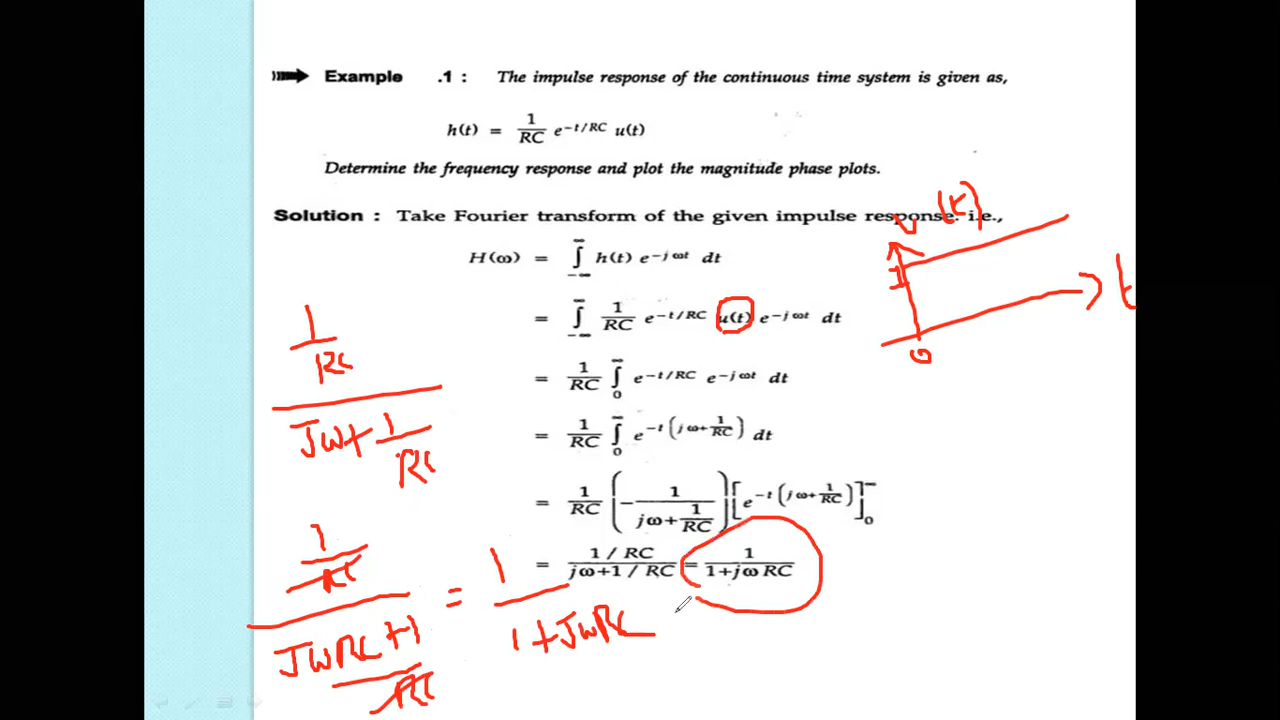 Example .1 : The impulse response of the continuous time system is given as,
h(t) = 1/RC e^{-t/RC} u(t)
Determine the frequency response and plot the magnitude phase plots.
Solution : Take Fourier transform of the given impulse response. i.e.,
H(ω) = ∫_{-∞}^{∞} h(t) e^{-jωt} dt
= ∫_{-∞}^{∞} 1/RC e^{-t/RC} u(t) e^{-jωt} dt
= 1/RC ∫_{0}^{∞} e^{-t/RC} e^{-jωt} dt
= 1/RC ∫_{0}^{∞} e^{-t(jω+1/RC)} dt
= 1/RC (-1/(jω+1/RC)) [e^{-t(jω+1/RC)}]_{0}^{∞}
= (1/RC)/(jω+1/RC) = 1/(1+jωRC)
(t)
1
t
0
1
RC
Jω+1
RC
1
RC
JωRC+1
RC
= 1
1+JωRC